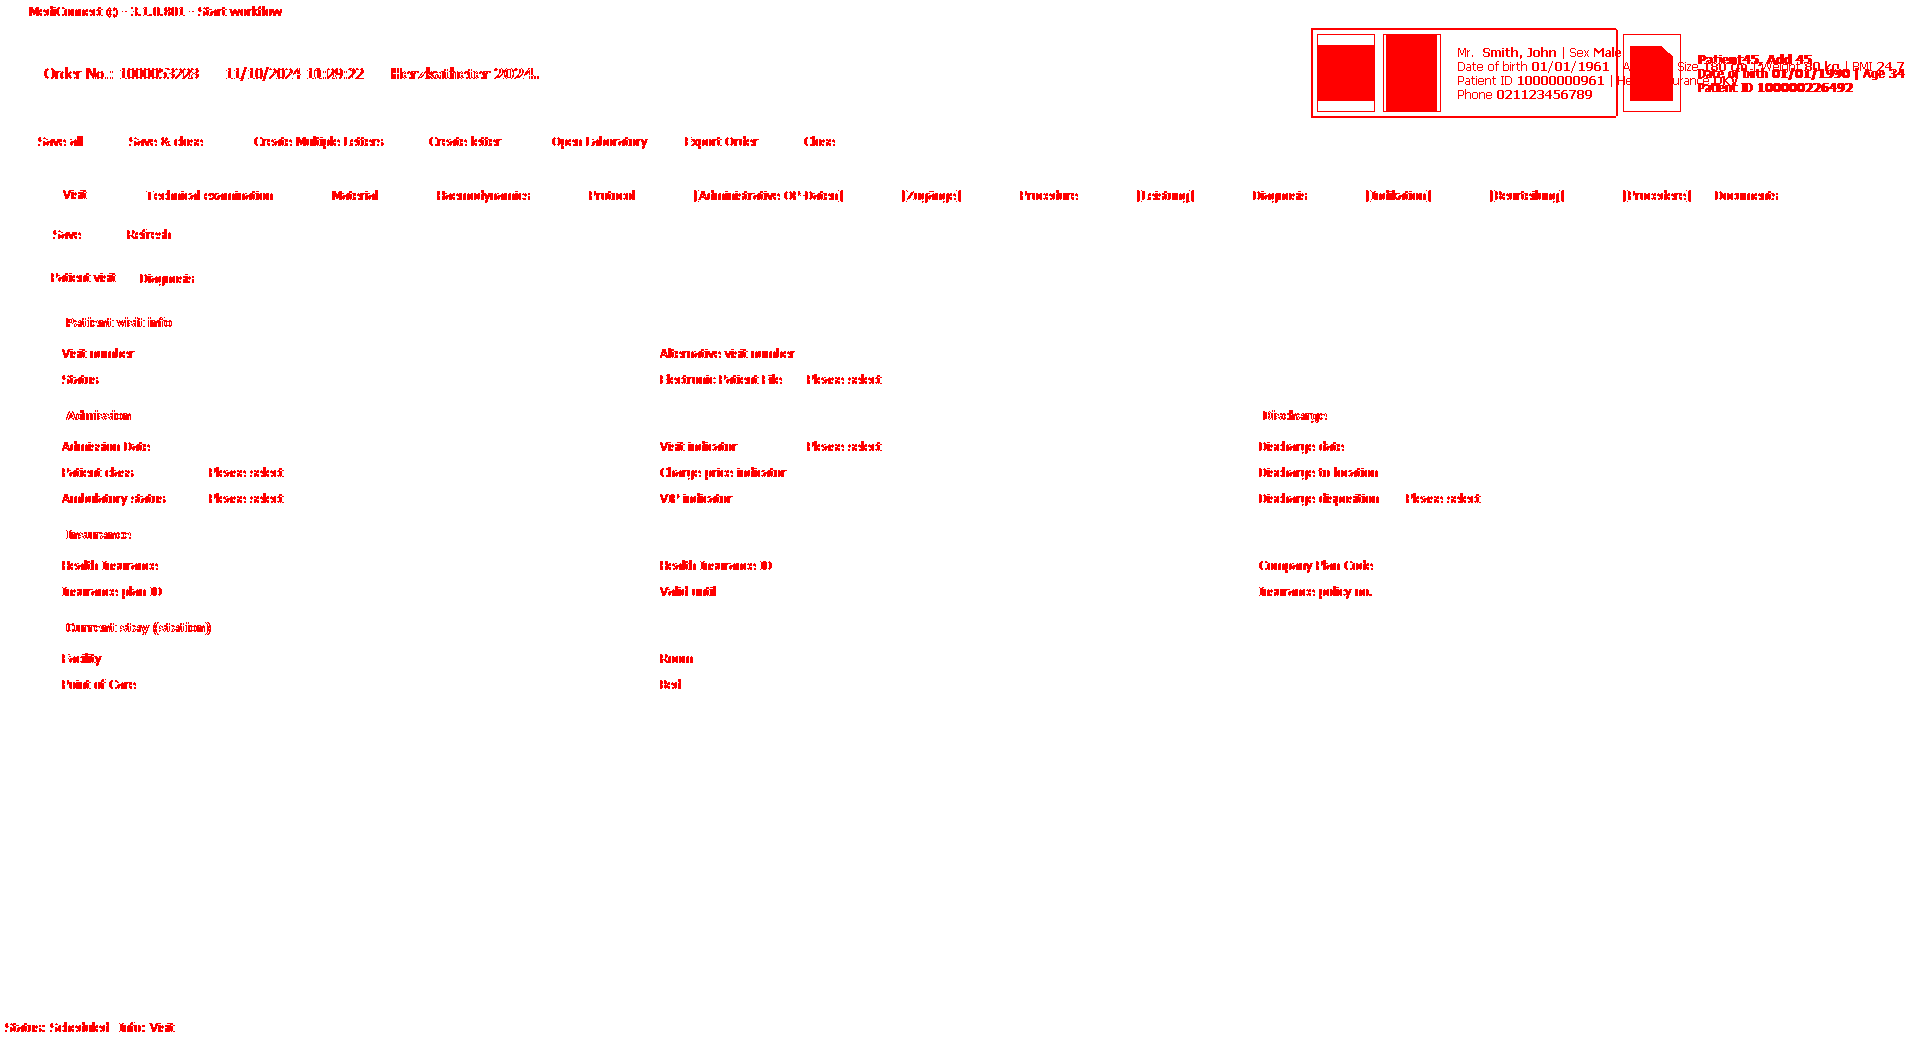 MediConnect (c) - 3.1.0.801 - Start workflow
Order No.: 1000053223 11/10/2024 11:29:22 Herzkatheter 2024..
Mr. Smith, John | Sex Male
Date of birth 01/01/1961 | Size 180 cm | Weight 80 kg | BMI 24.7
Patient ID 10000000961 | Health Insurance DKV
Phone 021123456789
Patient45, Add 45
Date of birth 01/01/1990 | Age 34
Patient ID 100000226492
Save all Save & close Create Multiple Letters Create letter Open Laboratory Export Order Close
Visit Technical examination Material Haemodynamics Protocol [Administrative OP-Daten] [Zugänge] Procedure [Leistung] Diagnosis [Indikation] [Beurteilung] [Procedere] Documents
Save Refresh
Patient visit Diagnosis
Patient visit info
Visit number Alternative visit number
Status Electronic Patient File Please select
Admission Discharge
Admission Date Visit indicator Please select Discharge date
Patient class Please select Charge price indicator Discharge to location
Ambulatory status Please select VIP indicator Discharge disposition Please select
Insurance
Health Insurance Health Insurance ID Company Plan Code
Insurance plan ID Valid until Insurance policy no.
Current stay (station)
Facility Room
Point of Care Bed
Status: Scheduled Info: Visit